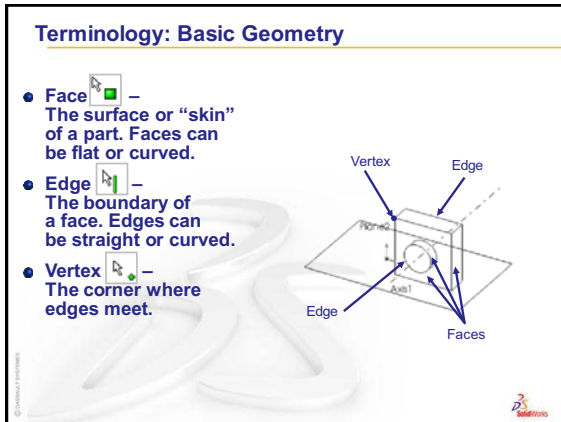 Terminology: Basic Geometry
Face –
The surface or “skin”
of a part. Faces can
be flat or curved.
Edge –
The boundary of
a face. Edges can
be straight or curved.
Vertex –
The corner where
edges meet.
Vertex
Edge
Plane2
Axis1
Edge
Faces
© DASSAULT SYSTEMES
SolidWorks